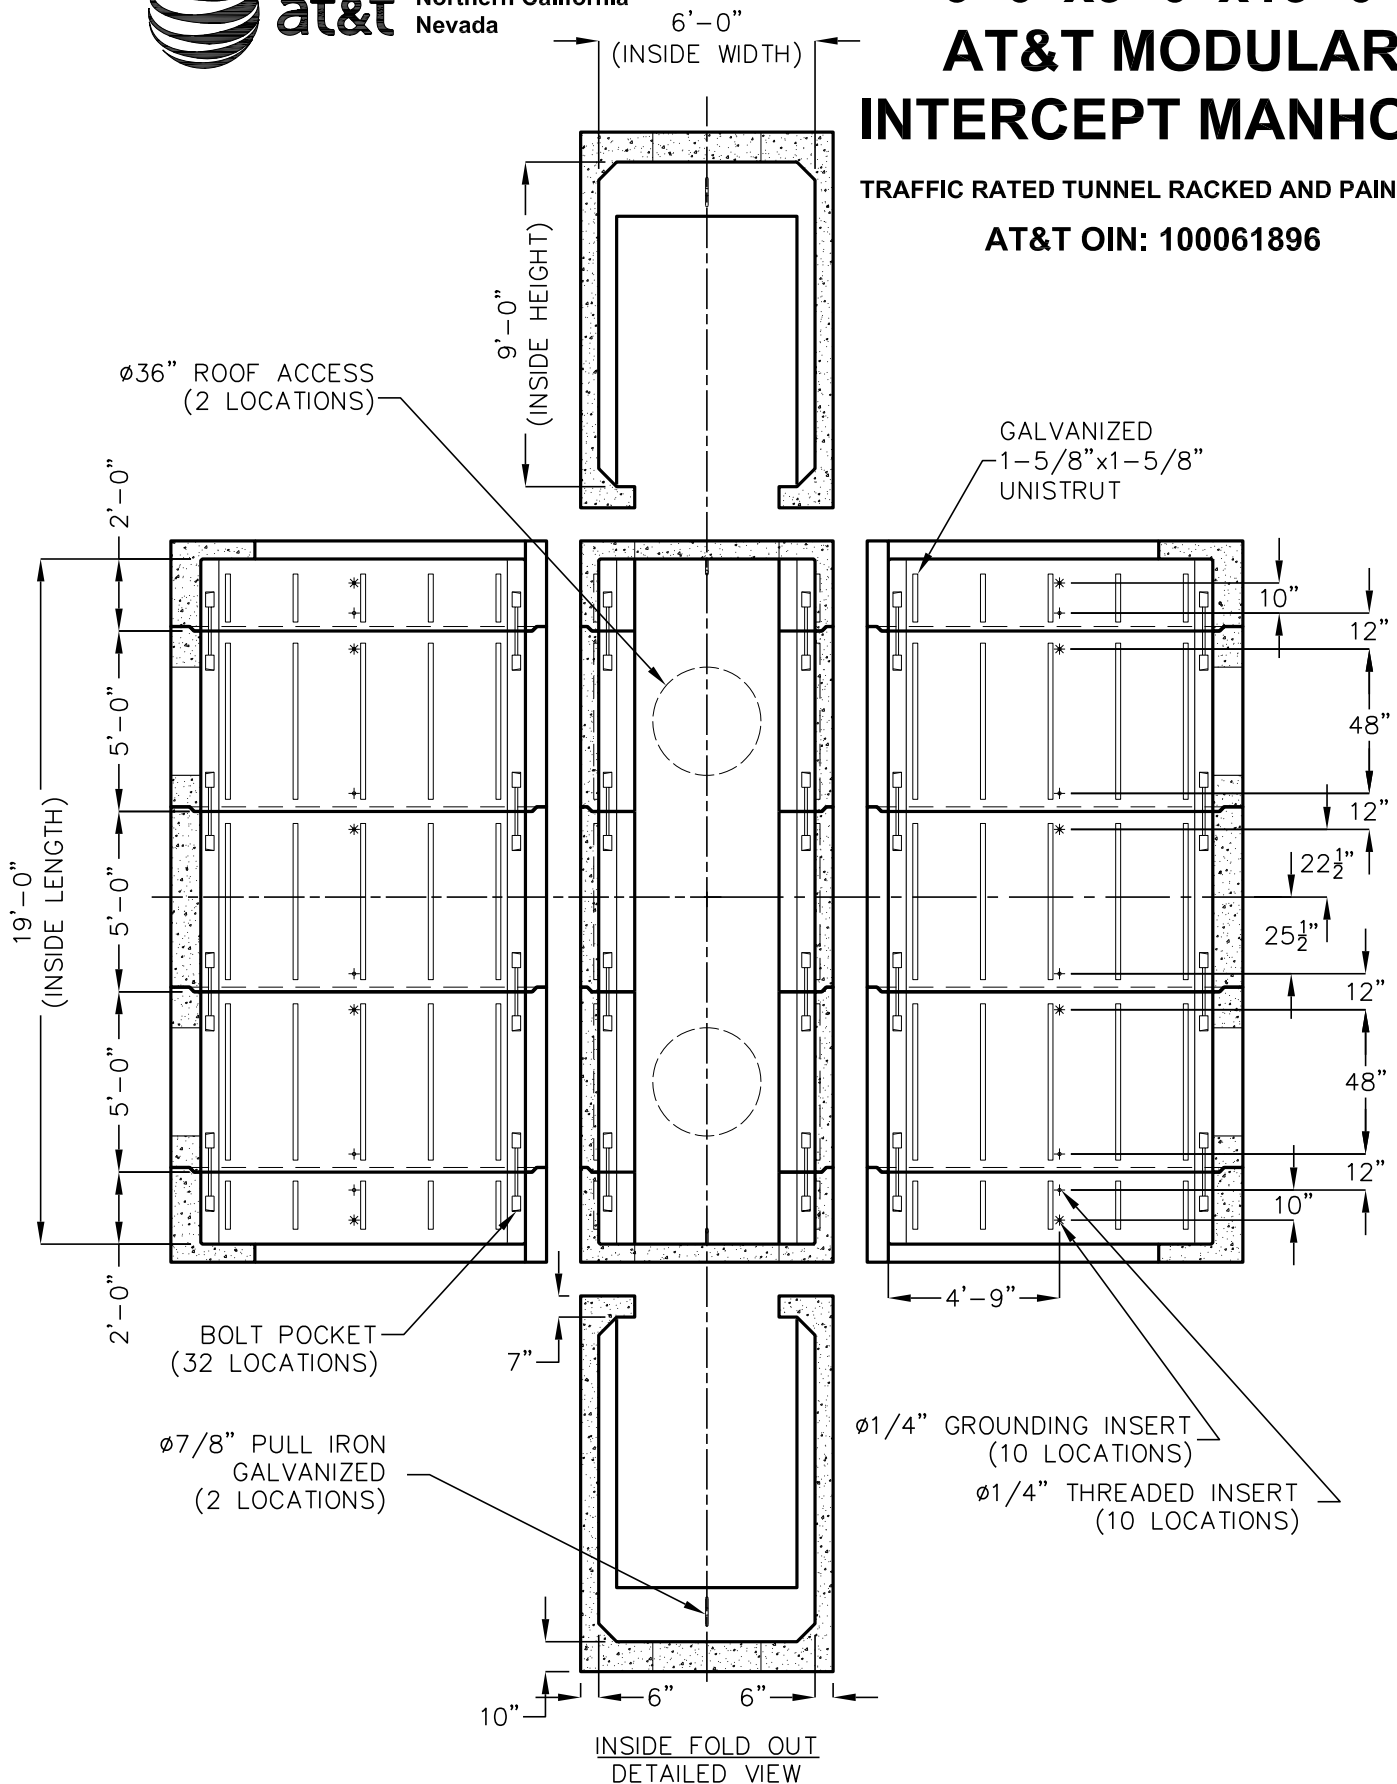 at&t
Nevada
AT&T MODULAR
INTERCEPT
TRAFFIC RATED TUNNEL RACKED AND
AT&T OIN: 100061896
6'-0"
(INSIDE WIDTH)
9'-0"
(INSIDE HEIGHT)
ø36" ROOF ACCESS
(2 LOCATIONS)
GALVANIZED
1-5/8"x1-5/8"
UNISTRUT
2'-0"
5'-0"
5'-0"
5'-0"
2'-0"
19'-0"
(INSIDE LENGTH)
10"
12"
48"
12"
22½"
25½"
12"
48"
12"
10"
4'-9"
BOLT POCKET
(32 LOCATIONS)
7"
ø7/8" PULL IRON
GALVANIZED
(2 LOCATIONS)
ø1/4" GROUNDING INSERT
(10 LOCATIONS)
ø1/4" THREADED INSERT
(10 LOCATIONS)
10"
6"
6"
INSIDE FOLD OUT
DETAILED VIEW